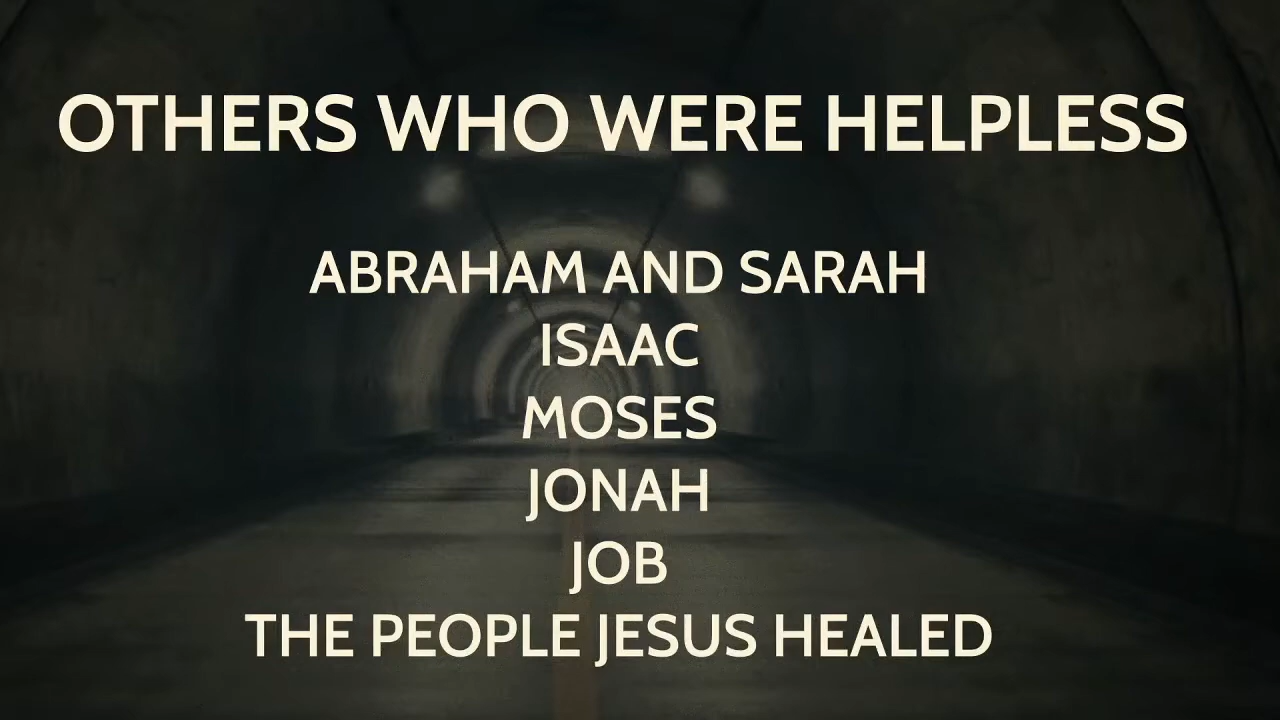 OTHERS WHO WERE HELPLESS
ABRAHAM AND SARAH
ISAAC
MOSES
JONAH
JOB
THE PEOPLE JESUS HEALED